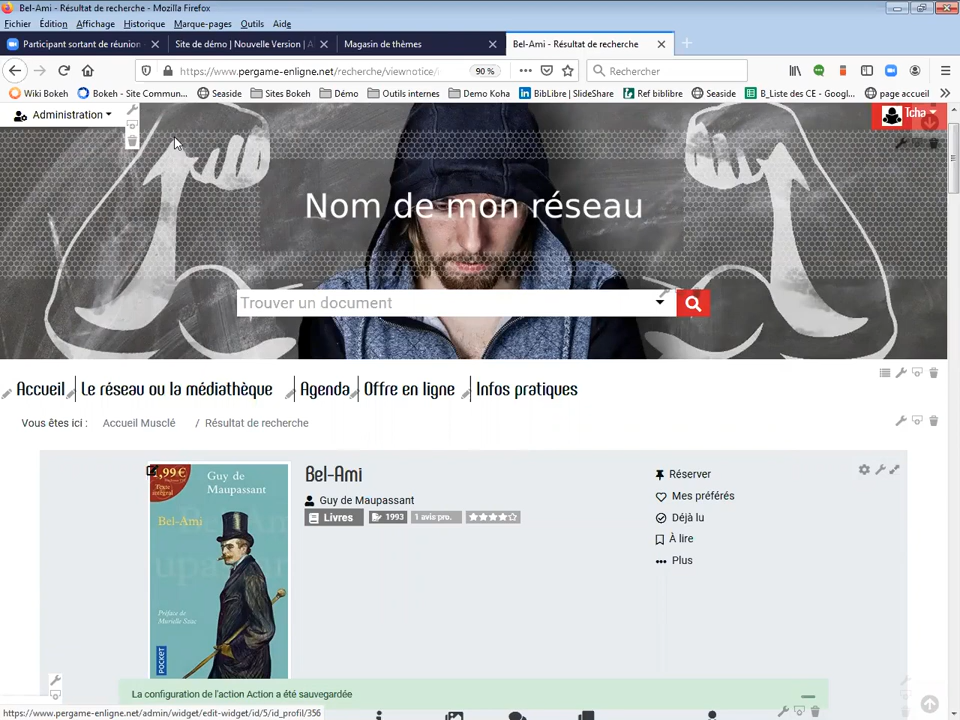 Bel-Ami - Résultat de recherche - Mozilla Firefox
Fichier Édition Affichage Historique Marque-pages Outils Aide
Participant sortant de réunion
Site de démo | Nouvelle Version | A
Magasin de thèmes
Bel-Ami - Résultat de recherche
https://www.pergame-enligne.net/recherche/viewnotice/
90 %
Rechercher
Wiki Bokeh Bokeh - Site Commun... Seaside Sites Bokeh Démo Outils internes Demo Koha BibLibre | SlideShare Ref biblibre Seaside B_Liste des CE - Googl... page accueil
Administration
Tcha
Nom de mon réseau
Trouver un document
Accueil Le réseau ou la médiathèque Agenda Offre en ligne Infos pratiques
Vous êtes ici : Accueil Musclé / Résultat de recherche
1,99€
Texte intégral
Guy de
Maupassant
Bel-Ami
Préface de
POCKET
Bel-Ami
Guy de Maupassant
Livres 1993 1 avis pro.
Réserver
Mes préférés
Déjà lu
À lire
Plus
La configuration de l'action Action a été sauvegardée
https://www.pergame-enligne.net/admin/widget/edit-widget/id/5/id_profil/356